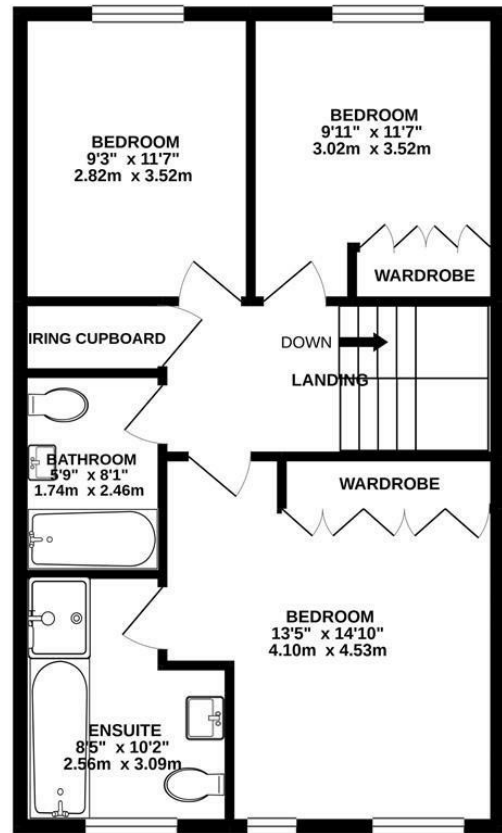 BEDROOM
9'3" x 11'7"
2.82m x 3.52m
BEDROOM
9'11" x 11'7"
3.02m x 3.52m
WARDROBE
IRING CUPBOARD
DOWN
LANDING
BATHROOM
5'9" x 8'1"
1.74m x 2.46m
WARDROBE
BEDROOM
13'5" x 14'10"
4.10m x 4.53m
ENSUITE
8'5" x 10'2"
2.56m x 3.09m